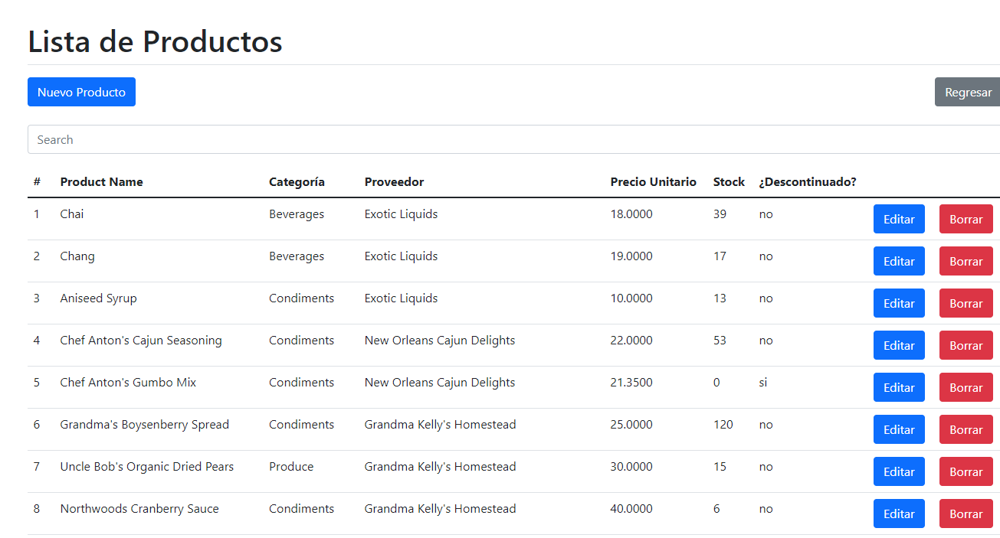 Lista de Productos
Nuevo Producto Regresar
Search
# Product Name Categoría Proveedor Precio Unitario Stock ¿Descontinuado?
1 Chai Beverages Exotic Liquids 18.0000 39 no Editar Borrar
2 Chang Beverages Exotic Liquids 19.0000 17 no Editar Borrar
3 Aniseed Syrup Condiments Exotic Liquids 10.0000 13 no Editar Borrar
4 Chef Anton's Cajun Seasoning Condiments New Orleans Cajun Delights 22.0000 53 no Editar Borrar
5 Chef Anton's Gumbo Mix Condiments New Orleans Cajun Delights 21.3500 0 si Editar Borrar
6 Grandma's Boysenberry Spread Condiments Grandma Kelly's Homestead 25.0000 120 no Editar Borrar
7 Uncle Bob's Organic Dried Pears Produce Grandma Kelly's Homestead 30.0000 15 no Editar Borrar
8 Northwoods Cranberry Sauce Condiments Grandma Kelly's Homestead 40.0000 6 no Editar Borrar